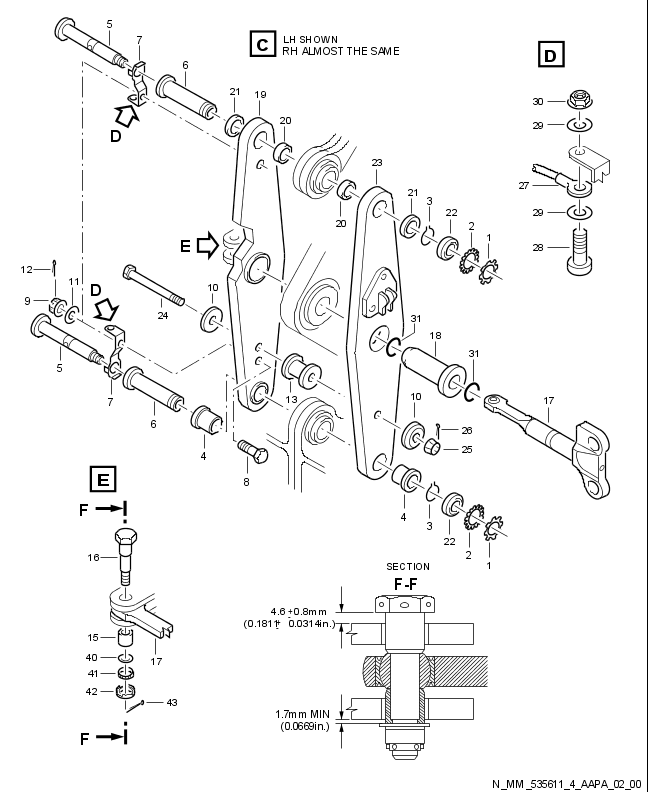 5
7
6
C
LH SHOWN
RH ALMOST THE SAME
D
21
19
20
30
29
D
23
27
20
21
3
22
2
1
29
E
28
12
D
10
9
11
24
31
18
5
31
7
6
13
10
26
17
4
25
8
4
3
22
2
1
E
F
16
SECTION
F-F
4.6 ±0.8mm
(0.1811± 0.0314in.)
15
17
40
41
42
43
1.7mm MIN
(0.0669in.)
F
N_MM_535611_4_AAPA_02_00